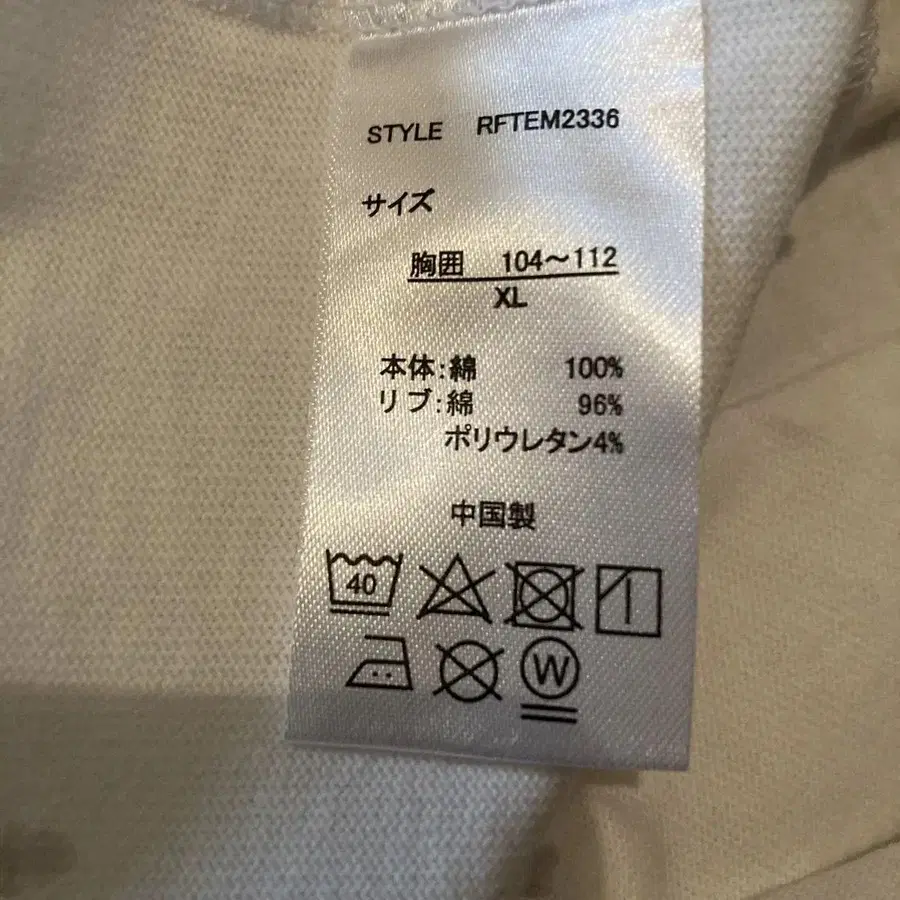 STYLE RFTEM2336
サイズ
胸囲 104～112
XL
本体:綿 100%
リブ:綿 96%
ポリウレタン4%
中国製
40
W